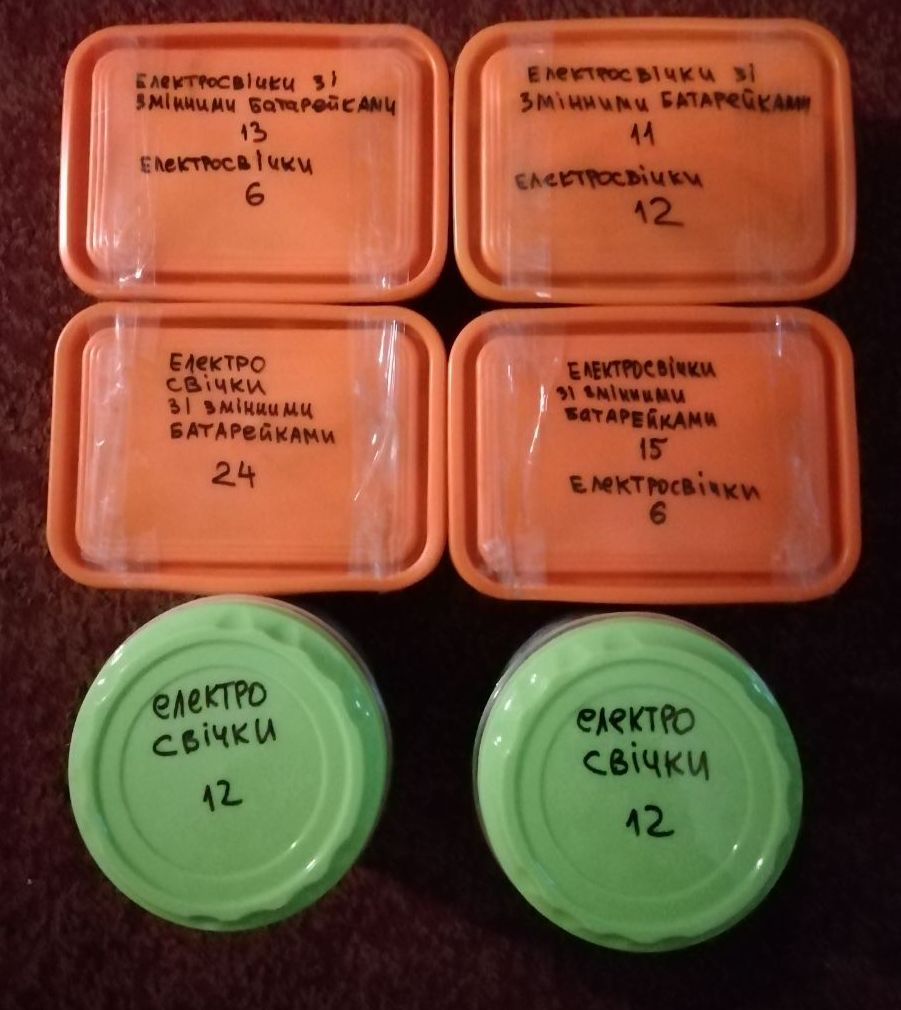 Електросвічки зі
змінними батарейками
13
Електросвічки
6
Електросвічки зі
змінними батарейками
11
Електросвічки
12
Електро
свічки
зі змінними
батарейками
24
Електросвічки
зі змінними
батарейками
15
Електросвічки
6
електро
свічки
12
електро
свічки
12